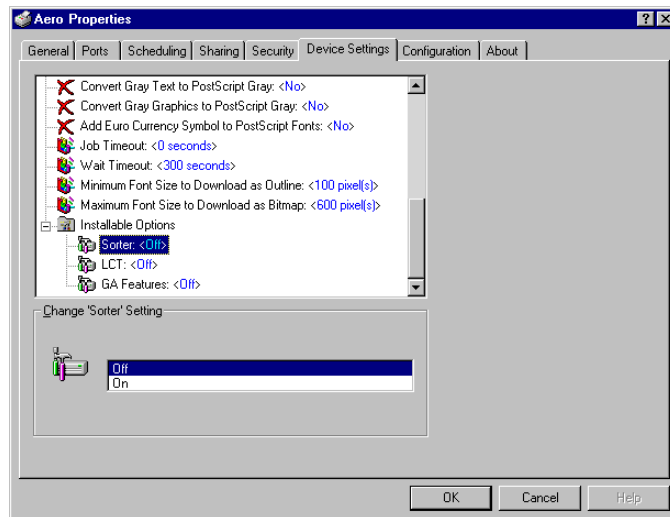 Aero Properties
General Ports Scheduling Sharing Security Device Settings Configuration About
Convert Gray Text to PostScript Gray: <No>
Convert Gray Graphics to PostScript Gray: <No>
Add Euro Currency Symbol to PostScript Fonts: <No>
Job Timeout: <0 seconds>
Wait Timeout: <300 seconds>
Minimum Font Size to Download as Outline: <100 pixel(s)>
Maximum Font Size to Download as Bitmap: <600 pixel(s)>
Installable Options
Sorter: <Off>
LCT: <Off>
GA Features: <Off>
Change 'Sorter' Setting
Off
On
OK Cancel Help